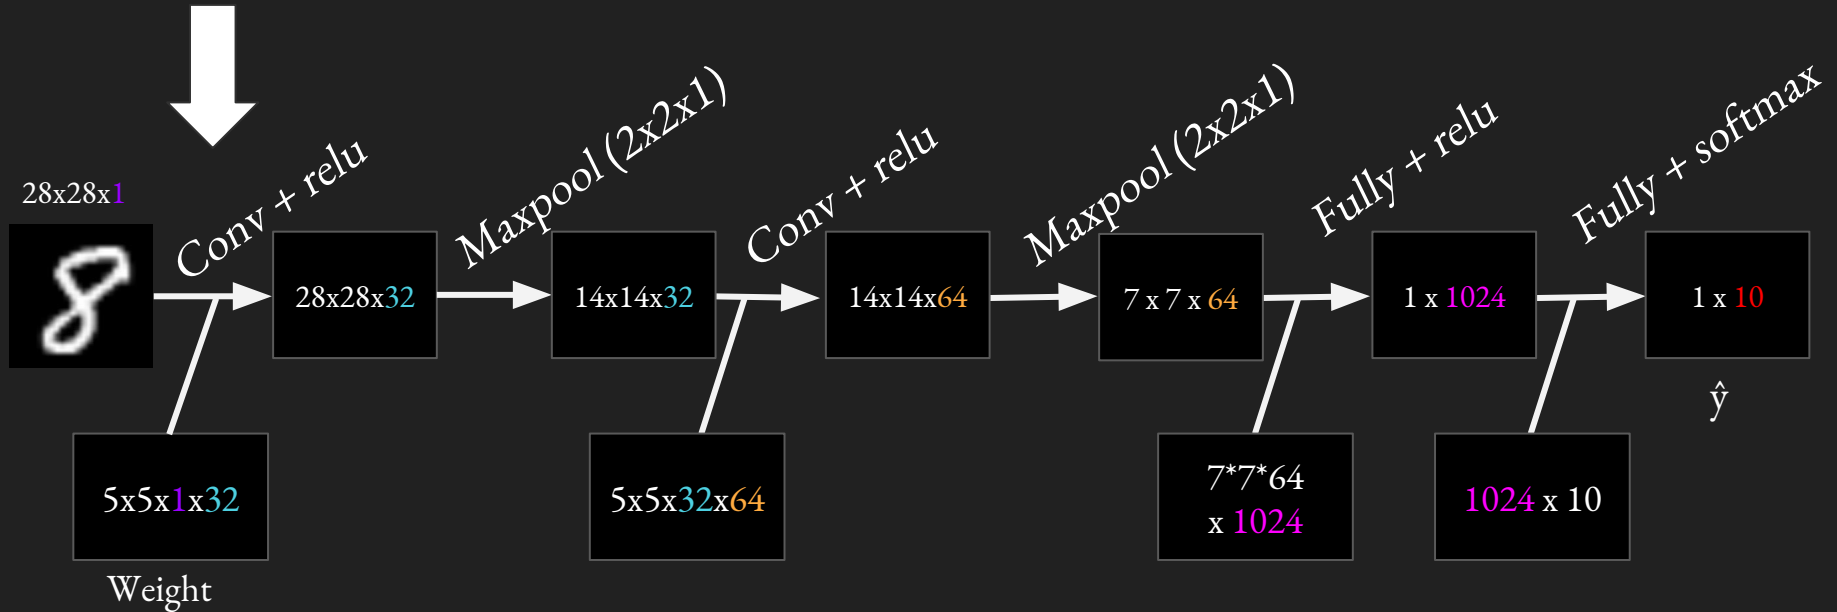 Conv + relu
Maxpool (2x2x1)
Conv + relu
Maxpool (2x2x1)
Fully + relu
Fully + softmax
28x28x1
8
28x28x32
14x14x32
14x14x64
7 x 7 x 64
1 x 1024
1 x 10
ŷ
5x5x1x32
5x5x32x64
7*7*64
x 1024
1024 x 10
Weight